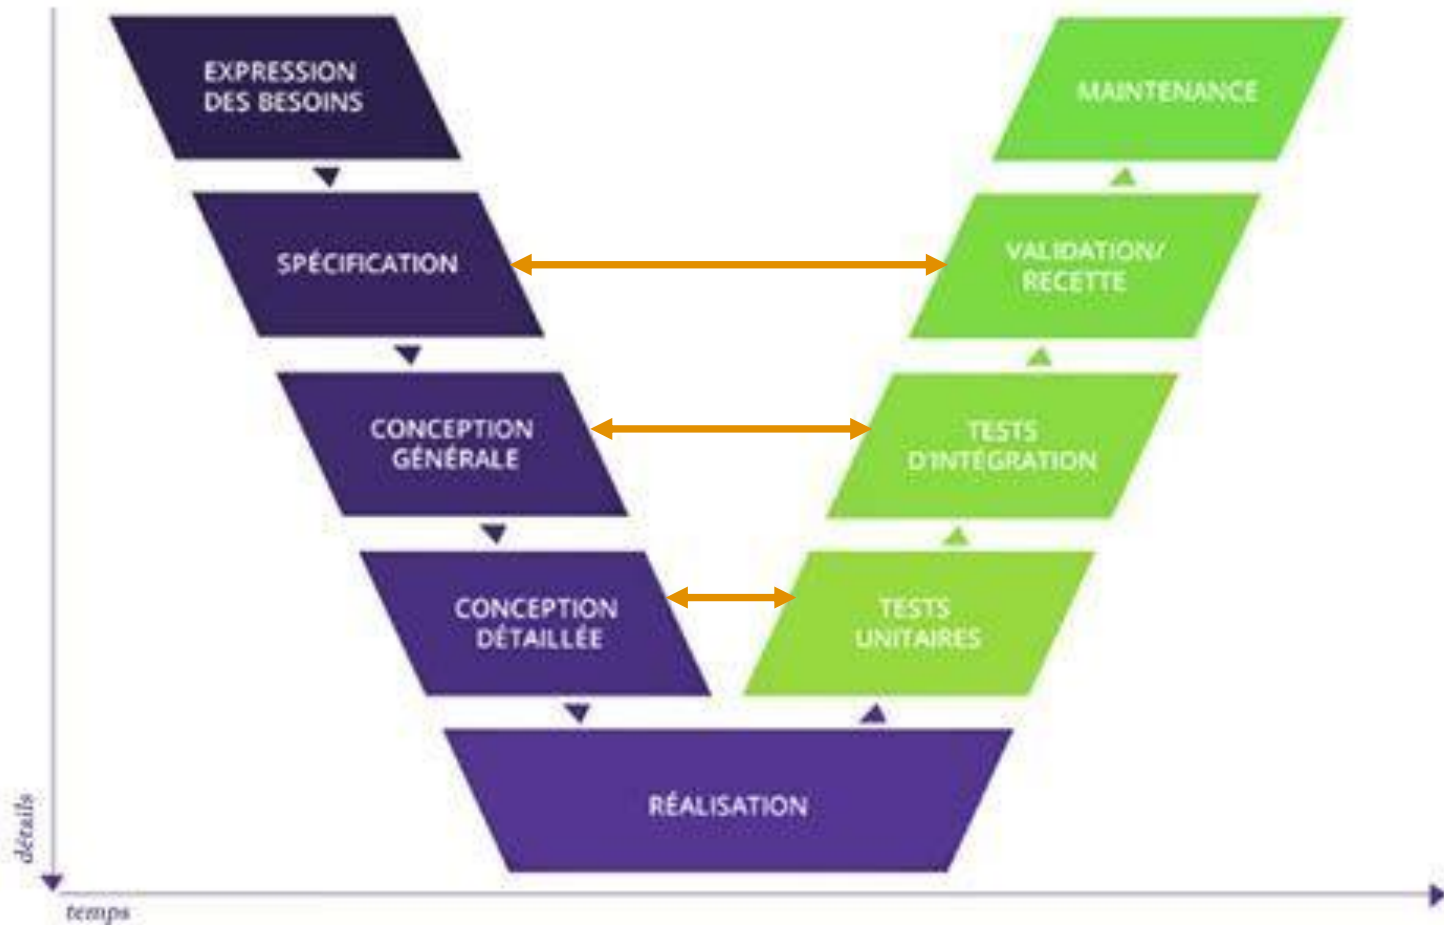 EXPRESSION
DES BESOINS
SPÉCIFICATION
CONCEPTION
GÉNÉRALE
CONCEPTION
DÉTAILLÉE
RÉALISATION
TESTS
UNITAIRES
TESTS
D'INTÉGRATION
VALIDATION/
RECETTE
MAINTENANCE
détails
temps